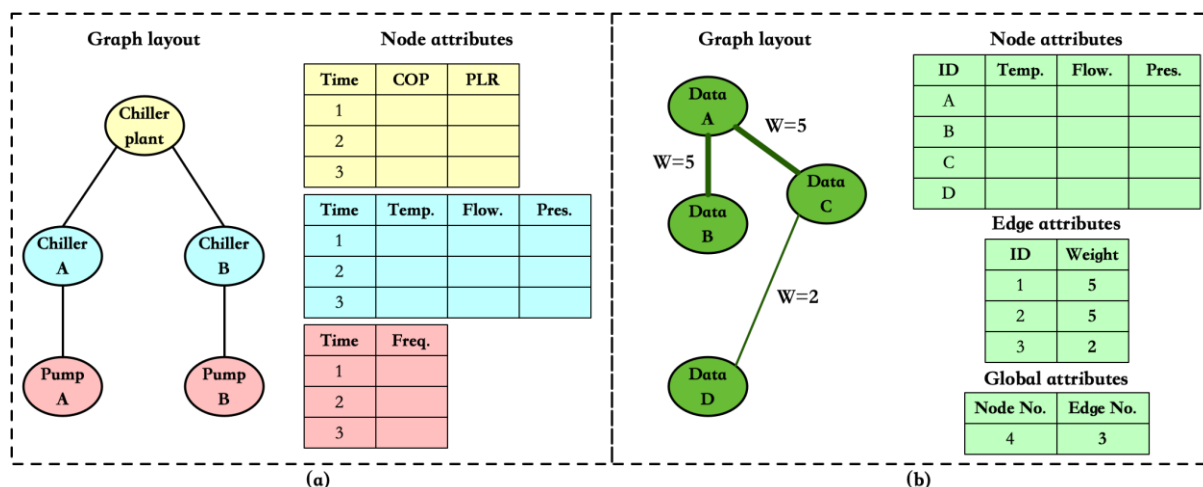 Graph layout
Chiller
plant
Chiller
A
Chiller
B
Pump
A
Pump
B
Node attributes
Time COP PLR
1
2
3
Time Temp. Flow. Pres.
1
2
3
Time Freq.
1
2
3
(a)
Graph layout
Data
A
W=5
W=5
Data
B
Data
C
W=2
Data
D
Node attributes
ID Temp. Flow. Pres.
A
B
C
D
Edge attributes
ID Weight
1 5
2 5
3 2
Global attributes
Node No. Edge No.
4 3
(b)